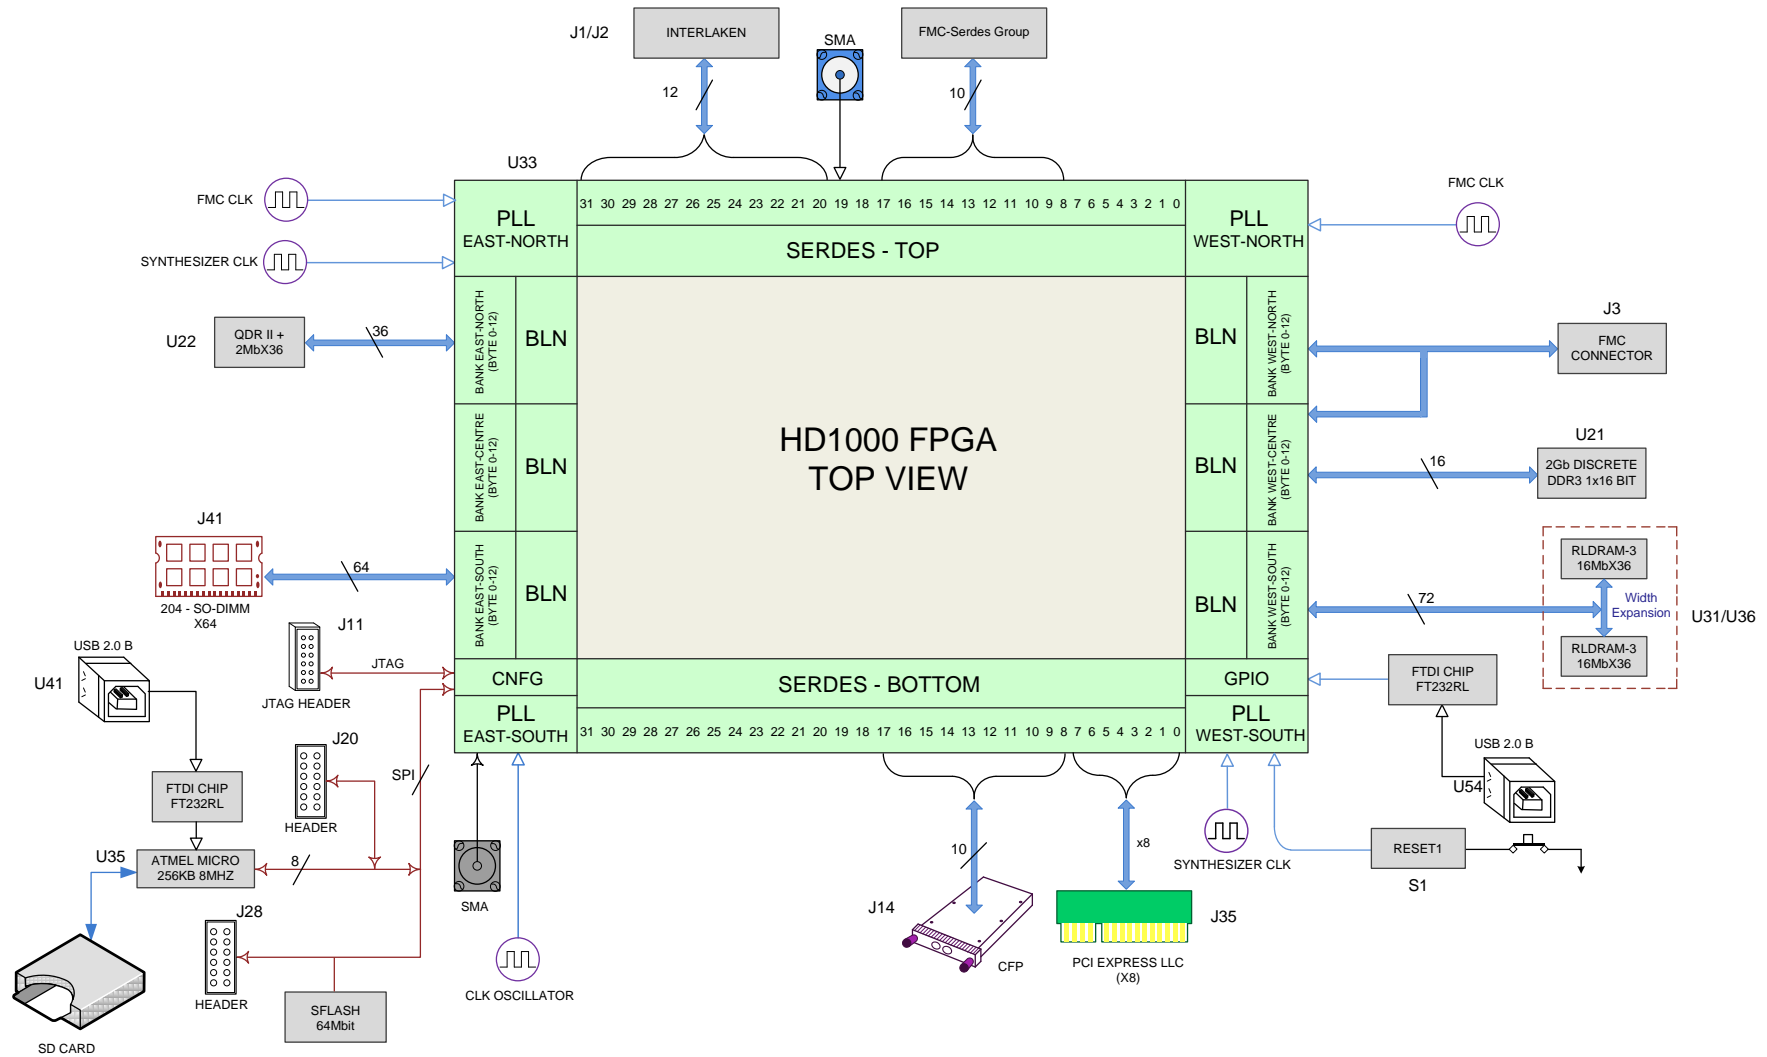 J1/J2
INTERLAKEN
SMA
FMC-Serdes Group
12
10
U33
FMC CLK
SYNTHESIZER CLK
PLL
EAST-NORTH
31 30 29 28 27 26 25 24 23 22 21 20 19 18 17 16 15 14 13 12 11 10 9 8 7 6 5 4 3 2 1 0
SERDES - TOP
PLL
WEST-NORTH
FMC CLK
U22
QDR II +
2MbX36
36
BANK EAST-NORTH
(BYTE 0-12)
BLN
BLN
BANK WEST-NORTH
(BYTE 0-12)
J3
FMC
CONNECTOR
HD1000 FPGA
TOP VIEW
BANK EAST-CENTRE
(BYTE 0-12)
BLN
BLN
BANK WEST-CENTRE
(BYTE 0-12)
16
U21
2Gb DISCRETE
DDR3 1x16 BIT
J41
204 - SO-DIMM
X64
64
BANK EAST-SOUTH
(BYTE 0-12)
BLN
BLN
BANK WEST-SOUTH
(BYTE 0-12)
72
RLDRAM-3
16MbX36
Width
Expansion
RLDRAM-3
16MbX36
U31/U36
J11
JTAG
JTAG HEADER
USB 2.0 B
U41
CNFG
SERDES - BOTTOM
GPIO
FTDI CHIP
FT232RL
PLL
EAST-SOUTH
31 30 29 28 27 26 25 24 23 22 21 20 19 18 17 16 15 14 13 12 11 10 9 8 7 6 5 4 3 2 1 0
PLL
WEST-SOUTH
USB 2.0 B
U54
J20
HEADER
SPI
FTDI CHIP
FT232RL
U35
ATMEL MICRO
256KB 8MHZ
8
SMA
10
x8
SYNTHESIZER CLK
RESET1
S1
J28
HEADER
SFLASH
64Mbit
SD CARD
CLK OSCILLATOR
J14
CFP
J35
PCI EXPRESS LLC
(X8)